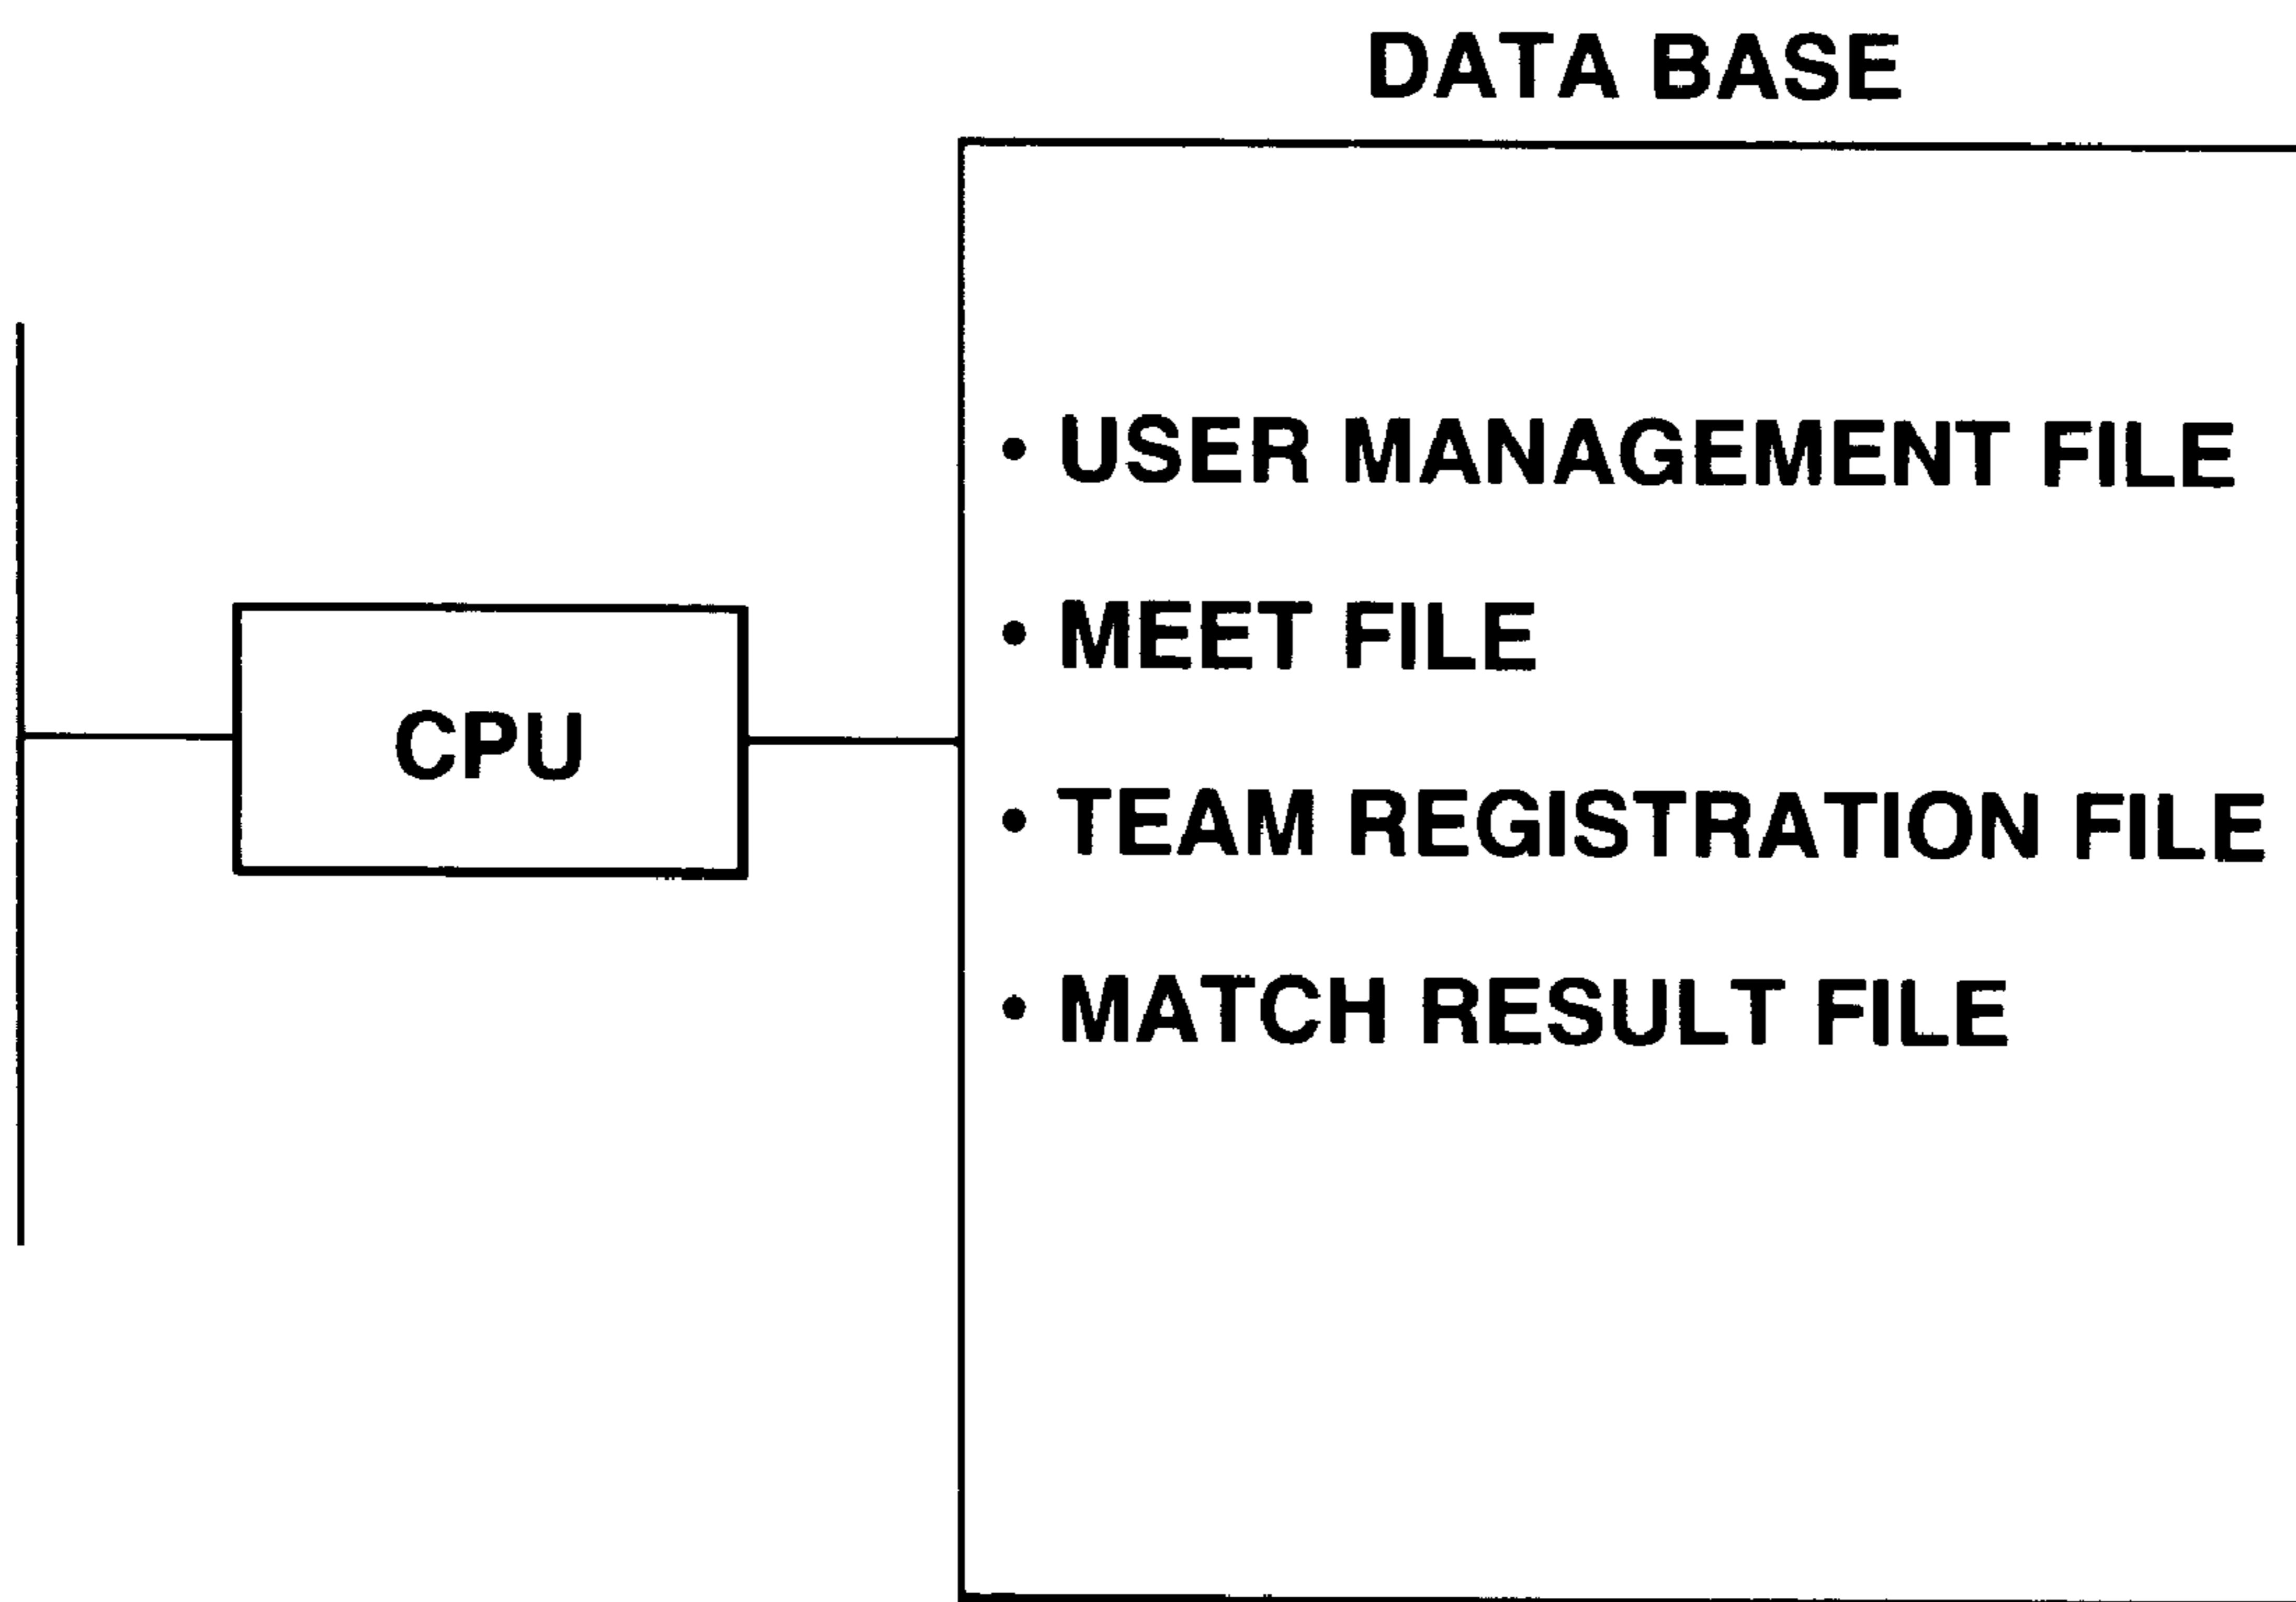 DATA BASE
• USER MANAGEMENT FILE
• MEET FILE
CPU
• TEAM REGISTRATION FILE
• MATCH RESULT FILE